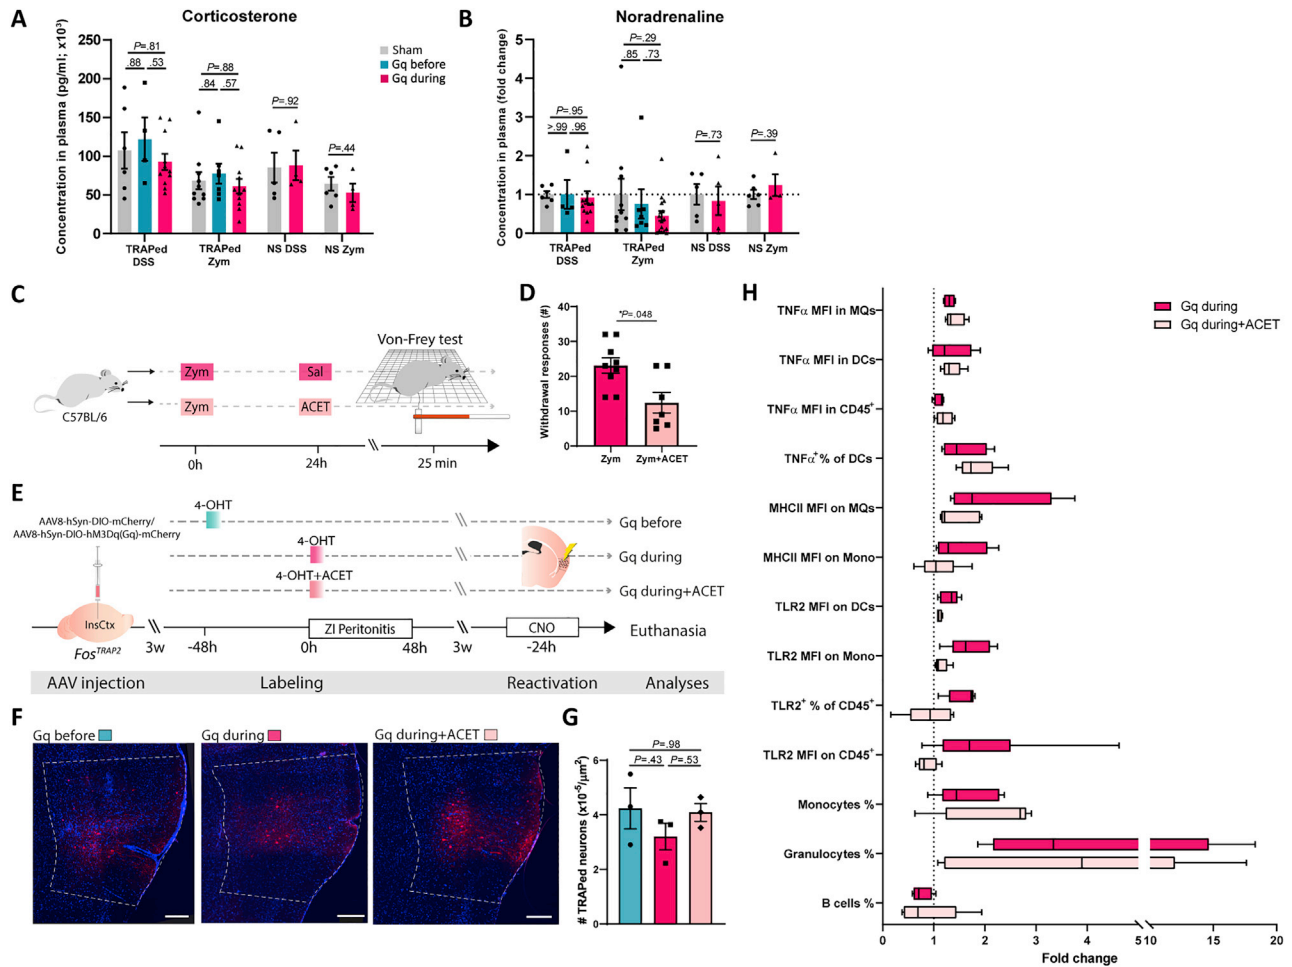 A
Corticosterone
Concentration in plasma (pg/ml; x10³)
250
200
150
100
50
0
P=.81
.88 .53
P=.88
.84 .57
P=.92
P=.44
TRAPed DSS
TRAPed Zym
NS DSS
NS Zym
Sham
Gq before
Gq during
B
Noradrenaline
Concentration in plasma (fold change)
5
4
3
2
1
0
P=.95
>.99 .96
P=.29
.85 .73
P=.73
P=.39
TRAPed DSS
TRAPed Zym
NS DSS
NS Zym
C
C57BL/6
Zym
Sal
Zym
ACET
Von-Frey test
0h
24h
25 min
D
Withdrawal responses (#)
40
30
20
10
0
*P=.048
Zym
Zym+ACET
E
AAV8-hSyn-DIO-mCherry/
AAV8-hSyn-DIO-hM3Dq(Gq)-mCherry
InsCtx
Fosᵀᴿᴬᴾ²
4-OHT
Gq before
4-OHT
Gq during
4-OHT+ACET
Gq during+ACET
3w
-48h
0h
ZI Peritonitis
48h
3w
CNO
-24h
Euthanasia
AAV injection
Labeling
Reactivation
Analyses
F
Gq before
Gq during
Gq during+ACET
G
# TRAPed neurons (x10⁻⁵/µm²)
6
4
2
0
P=.98
P=.43 P=.53
H
Gq during
Gq during+ACET
TNFα MFI in MQs
TNFα MFI in DCs
TNFα MFI in CD45⁺
TNFα⁺% of DCs
MHCII MFI on MQs
MHCII MFI on Mono
TLR2 MFI on DCs
TLR2 MFI on Mono
TLR2⁺ % of CD45⁺
TLR2 MFI on CD45⁺
Monocytes %
Granulocytes %
B cells %
0 1 2 3 4 5 10 15 20
Fold change